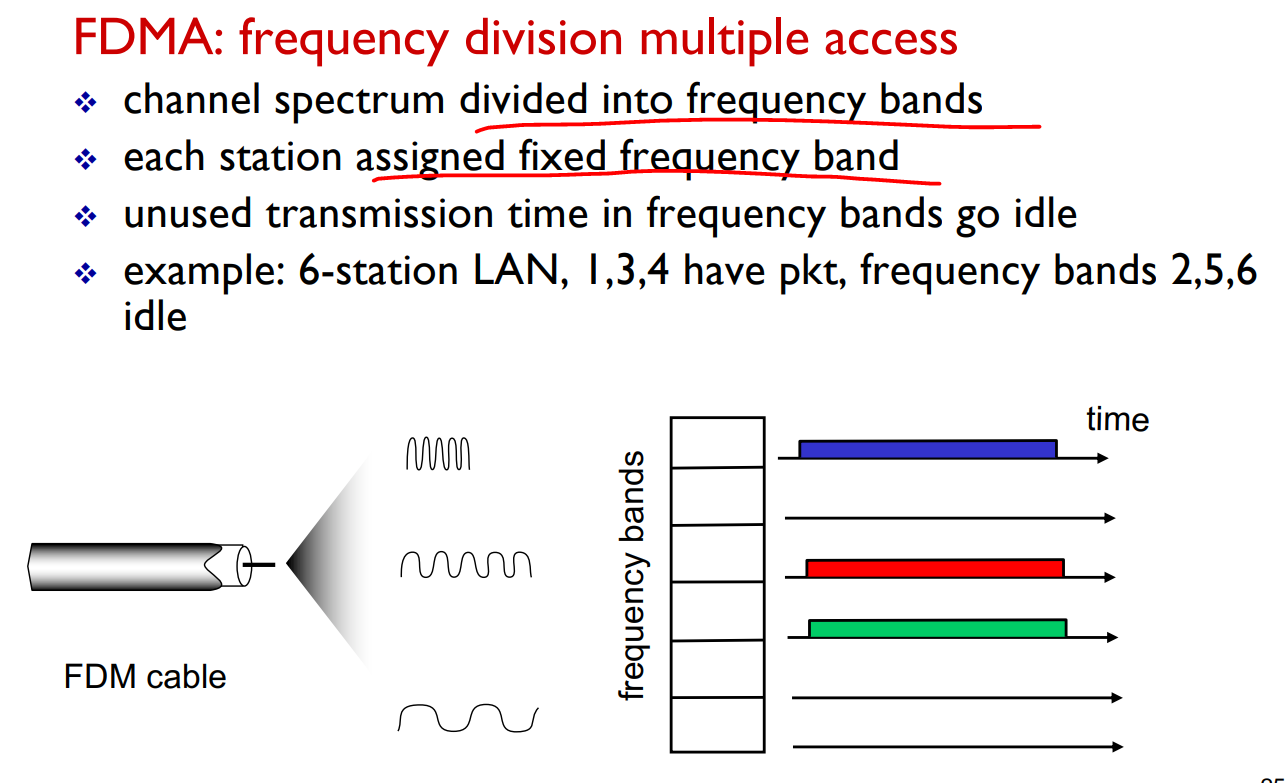 FDMA: frequency division multiple access
❖ channel spectrum divided into frequency bands
❖ each station assigned fixed frequency band
❖ unused transmission time in frequency bands go idle
❖ example: 6-station LAN, 1,3,4 have pkt, frequency bands 2,5,6
idle
time
frequency bands
FDM cable